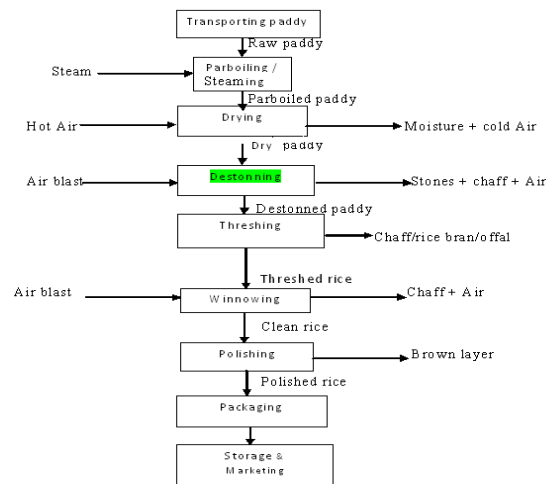 Transporting paddy
Raw paddy
Steam
Parboiling /
Steaming
Parboiled paddy
Hot Air
Drying
Moisture + cold Air
Dry paddy
Air blast
Destonning
Stones + chaff + Air
Destonned paddy
Threshing
Chaff/rice bran/offal
Threshed rice
Air blast
Winnowing
Chaff + Air
Clean rice
Polishing
Brown layer
Polished rice
Packaging
Storage &
Marketing